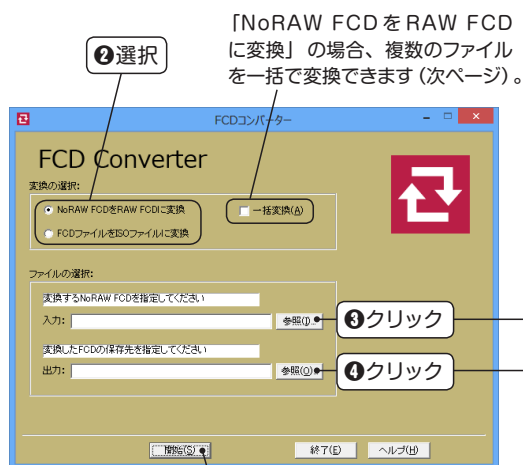 「NoRAW FCDをRAW FCD
に変換」の場合、複数のファイル
を一括で変換できます(次ページ)。
❷選択
FCDコンバーター
FCD Converter
変換の選択:
NoRAW FCDをRAW FCDに変換
一括変換(A)
FCDファイルをISOファイルに変換
ファイルの選択:
変換するNoRAW FCDを指定してください
入力:
参照(I)...
❸クリック
変換したFCDの保存先を指定してください
出力:
参照(O)
❹クリック
開始(S)
終了(E)
ヘルプ(H)